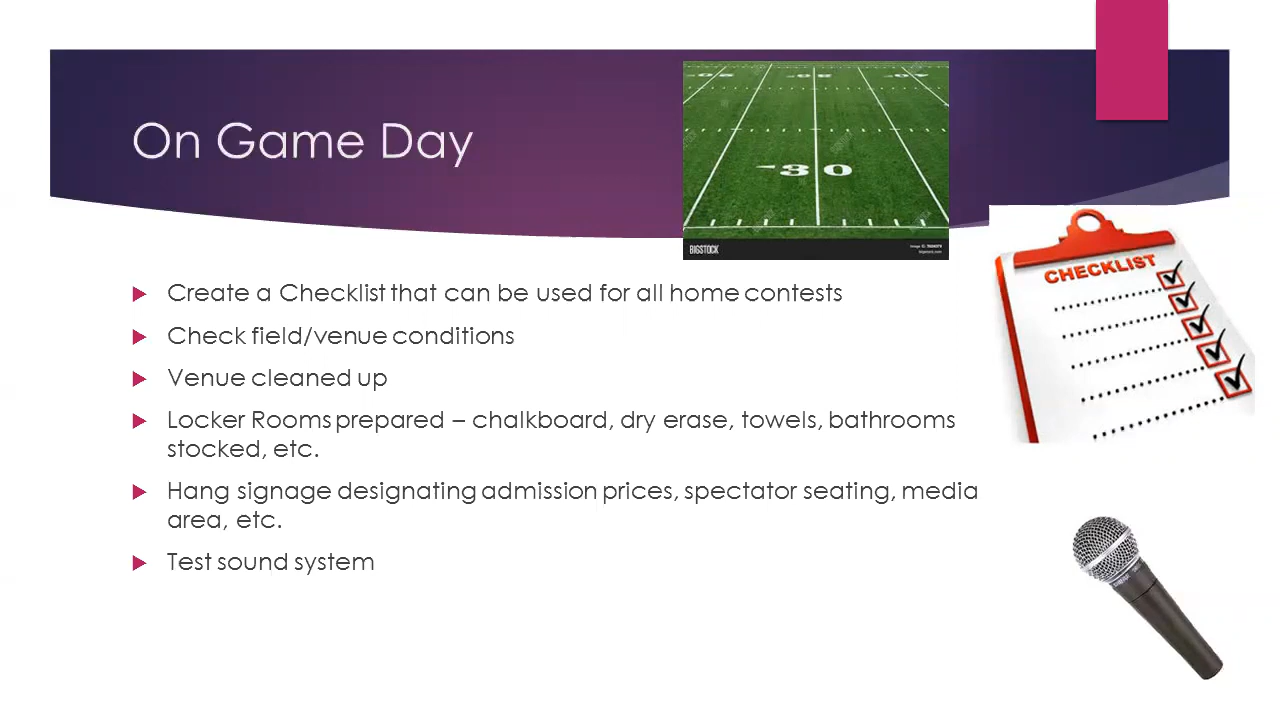 On Game Day
3 0
BIGSTOCK
CHECKLIST
Create a Checklist that can be used for all home contests
Check field/venue conditions
Venue cleaned up
Locker Rooms prepared – chalkboard, dry erase, towels, bathrooms
stocked, etc.
Hang signage designating admission prices, spectator seating, media
area, etc.
Test sound system